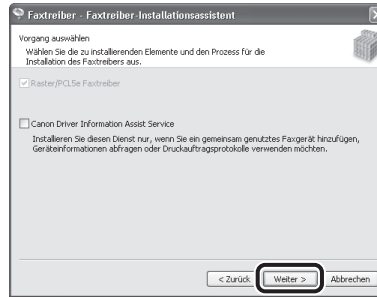 Faxtreiber - Faxtreiber-Installationsassistent
Vorgang auswählen
Wählen Sie die zu installierenden Elemente und den Prozess für die
Installation des Faxtreibers aus.
Raster/PCL5e Faxtreiber
Canon Driver Information Assist Service
Installieren Sie diesen Dienst nur, wenn Sie ein gemeinsam genutztes Faxgerät hinzufügen,
Geräteinformationen abfragen oder Druckauftragsprotokolle verwenden möchten.
< Zurück Weiter > Abbrechen